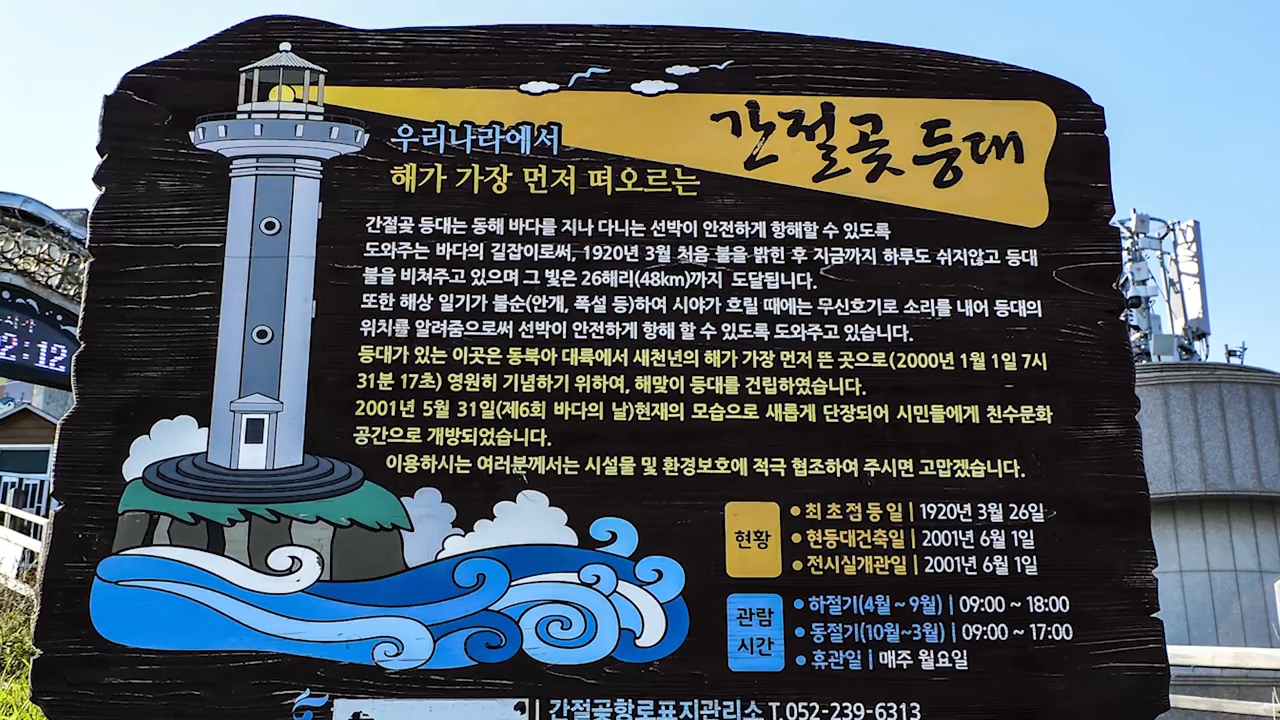 우리나라에서
해가 가장 먼저 떠오르는
간절곶 등대
간절곶 등대는 동해 바다를 지나 다니는 선박이 안전하게 항해할 수 있도록
도와주는 바다의 길잡이로써, 1920년 3월 처음 불을 밝힌 후 지금까지 하루도 쉬지않고 등대
불을 비쳐주고 있으며 그 빛은 26해리(48km)까지 도달됩니다.
또한 해상 일기가 불순(안개, 폭설 등)하여 시야가 흐릴 때에는 무신호기로 소리를 내어 등대의
위치를 알려줌으로써 선박이 안전하게 항해 할 수 있도록 도와주고 있습니다.
등대가 있는 이곳은 동북아 대륙에서 새천년의 해가 가장 먼저 뜬 곳으로(2000년 1월 1일 7시
31분 17초) 영원히 기념하기 위하여, 해맞이 등대를 건립하였습니다.
2001년 5월 31일(제6회 바다의 날)현재의 모습으로 새롭게 단장되어 시민들에게 친수문화
공간으로 개방되었습니다.
이용하시는 여러분께서는 시설물 및 환경보호에 적극 협조하여 주시면 고맙겠습니다.
현황
• 최초점등일 | 1920년 3월 26일
• 현등대건축일 | 2001년 6월 1일
• 전시실개관일 | 2001년 6월 1일
관람
시간
• 하절기(4월 ~ 9월) | 09:00 ~ 18:00
• 동절기(10월~3월) | 09:00 ~ 17:00
• 휴관일 | 매주 월요일
| 간절곶항로표지관리소 T. 052-239-6313
2:12